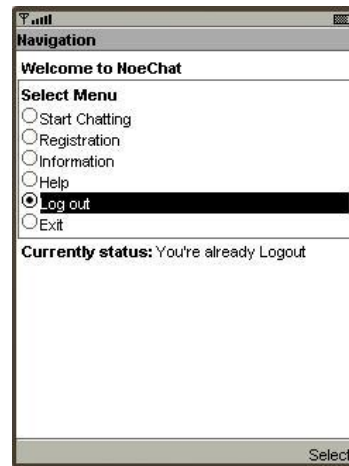 Navigation
Welcome to NoeChat
Select Menu
Start Chatting
Registration
Information
Help
Log out
Exit
Currently status: You're already Logout
Select